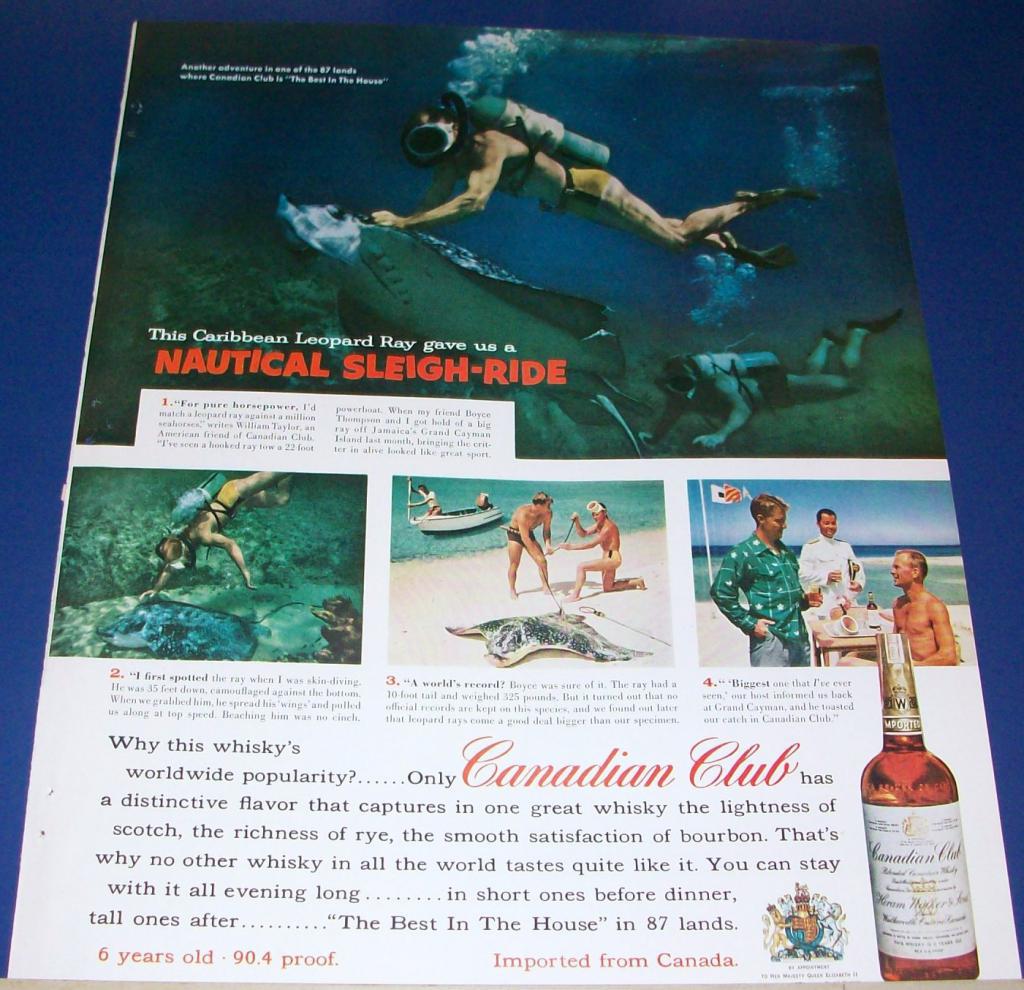 Another adventure in one of the 87 lands
where Canadian Club is "The Best In The House"
This Caribbean Leopard Ray gave us a
NAUTICAL SLEIGH-RIDE
1. "For pure horsepower, I'd
match a leopard ray against a million
seahorses," writes William Taylor, an
American friend of Canadian Club.
"I've seen a hooked ray tow a 22-foot
powerboat. When my friend Boyce
Thompson and I got hold of a big
ray off Jamaica's Grand Cayman
Island last month, bringing the crit-
ter in alive looked like great sport.
2. "I first spotted the ray when I was skin-diving.
He was 35 feet down, camouflaged against the bottom.
When we grabbed him, he spread his 'wings' and pulled
us along at top speed. Beaching him was no cinch.
3. "A world's record? Boyce was sure of it. The ray had a
10-foot tail and weighed 325 pounds. But it turned out that no
official records are kept on this species, and we found out later
that leopard rays come a good deal bigger than our specimen.
4. "'Biggest one that I've ever
seen,' our host informed us back
at Grand Cayman, and he toasted
our catch in Canadian Club."
Why this whisky's
worldwide popularity?......Only Canadian Club has
a distinctive flavor that captures in one great whisky the lightness of
scotch, the richness of rye, the smooth satisfaction of bourbon. That's
why no other whisky in all the world tastes quite like it. You can stay
with it all evening long........in short ones before dinner,
tall ones after.........."The Best In The House" in 87 lands.
6 years old · 90.4 proof.
Imported from Canada.
BY APPOINTMENT
TO HER MAJESTY QUEEN ELIZABETH II
IMPORTED
Canadian Club
Hiram Walker & Sons